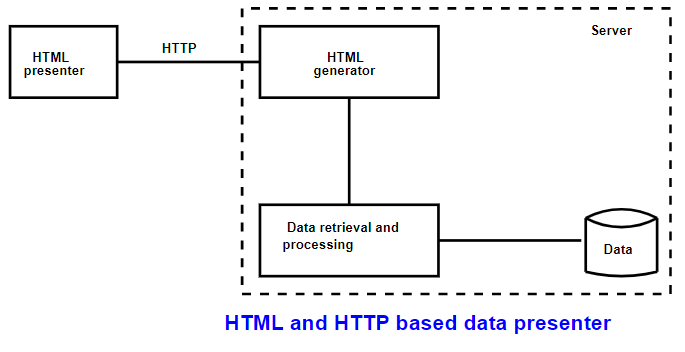 Server
HTTP
HTML
presenter
HTML
generator
Data retrieval and
processing
Data
HTML and HTTP based data presenter